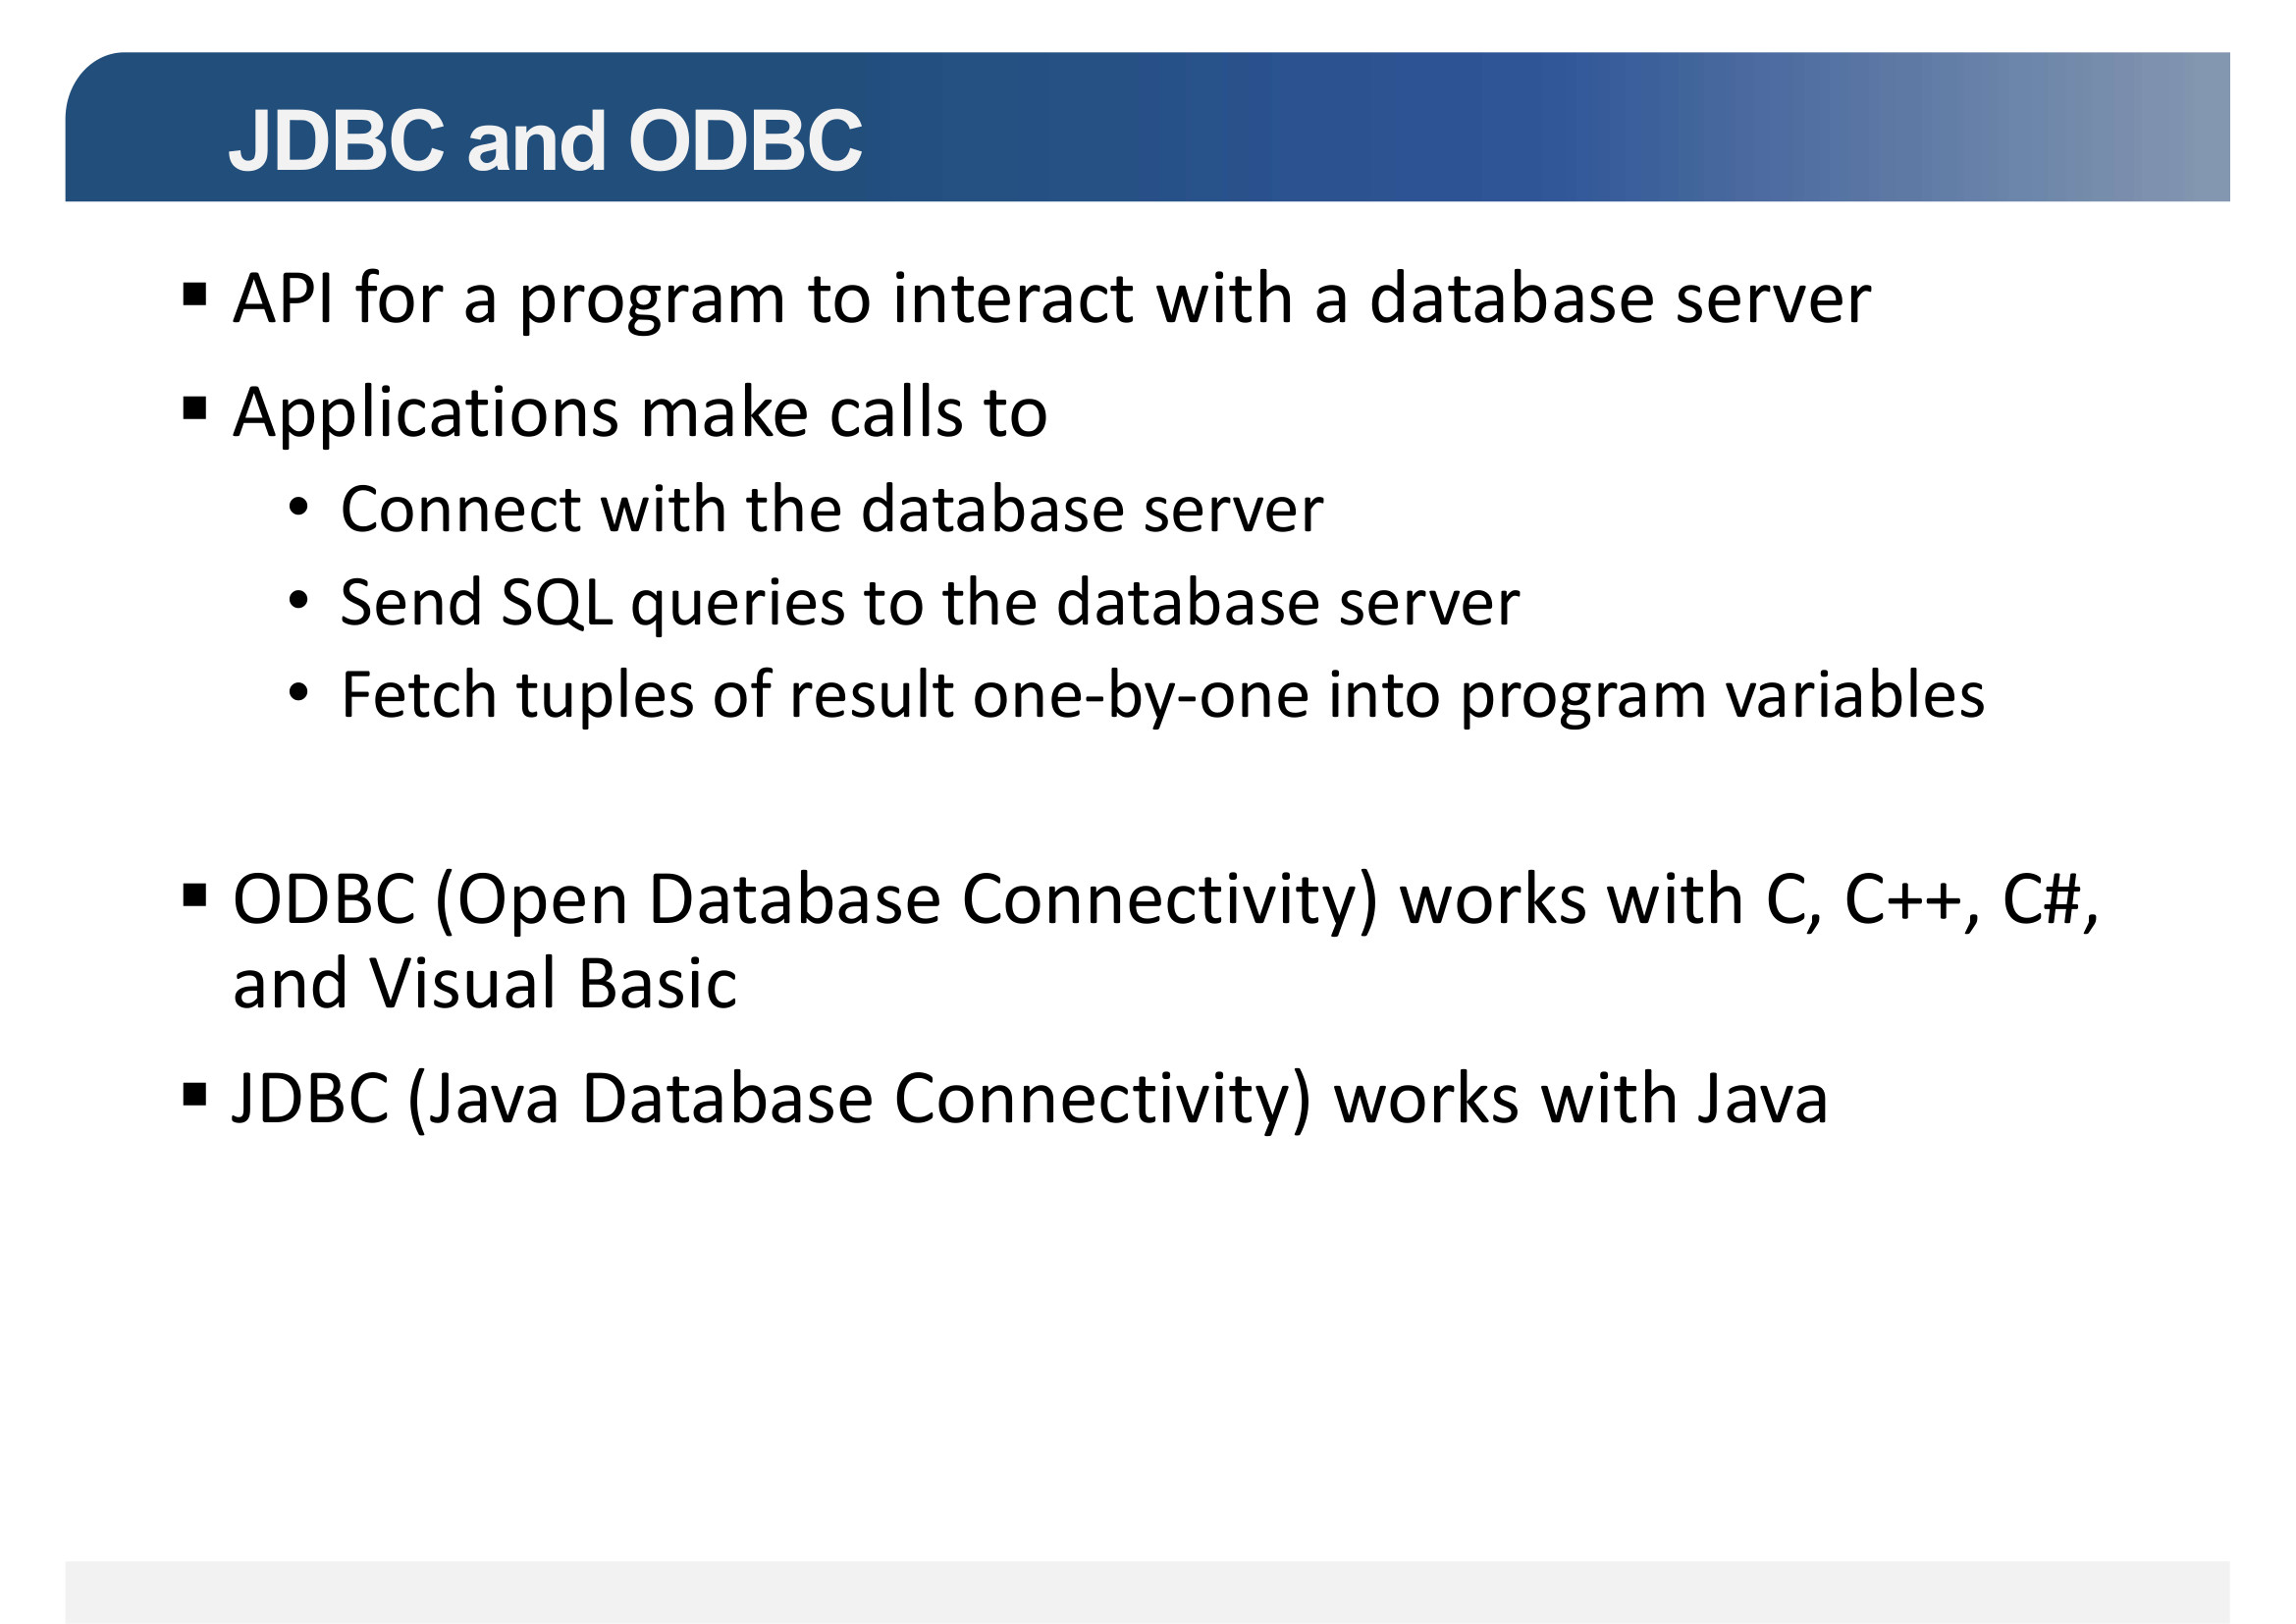 JDBC and ODBC
▪ API for a program to interact with a database server
▪ Applications make calls to
• Connect with the database server
• Send SQL queries to the database server
• Fetch tuples of result one-by-one into program variables
▪ ODBC (Open Database Connectivity) works with C, C++, C#,
and Visual Basic
▪ JDBC (Java Database Connectivity) works with Java